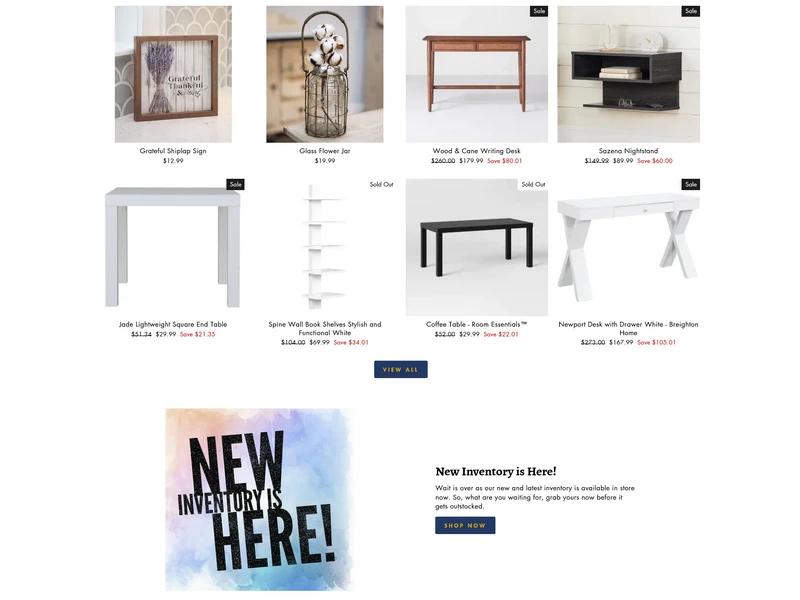 Sale
Sale
Grateful
Thankful
Grateful Shiplap Sign
$12.99
Glass Flower Jar
$19.99
Wood & Cane Writing Desk
$260.00 $179.99 Save $80.01
Sazena Nightstand
$149.99 $89.99 Save $60.00
Sale
Sold Out
Sold Out
Sale
Jade Lightweight Square End Table
$51.34 $29.99 Save $21.35
Spine Wall Book Shelves Stylish and
Functional White
$104.00 $69.99 Save $34.01
Coffee Table - Room Essentials™
$52.00 $29.99 Save $22.01
Newport Desk with Drawer White - Breighton
Home
$273.00 $167.99 Save $105.01
VIEW ALL
NEW
INVENTORY IS
HERE!
New Inventory is Here!
Wait is over as our new and latest inventory is available in store
now. So, what are you waiting for, grab yours now before it
gets outstocked.
SHOP NOW